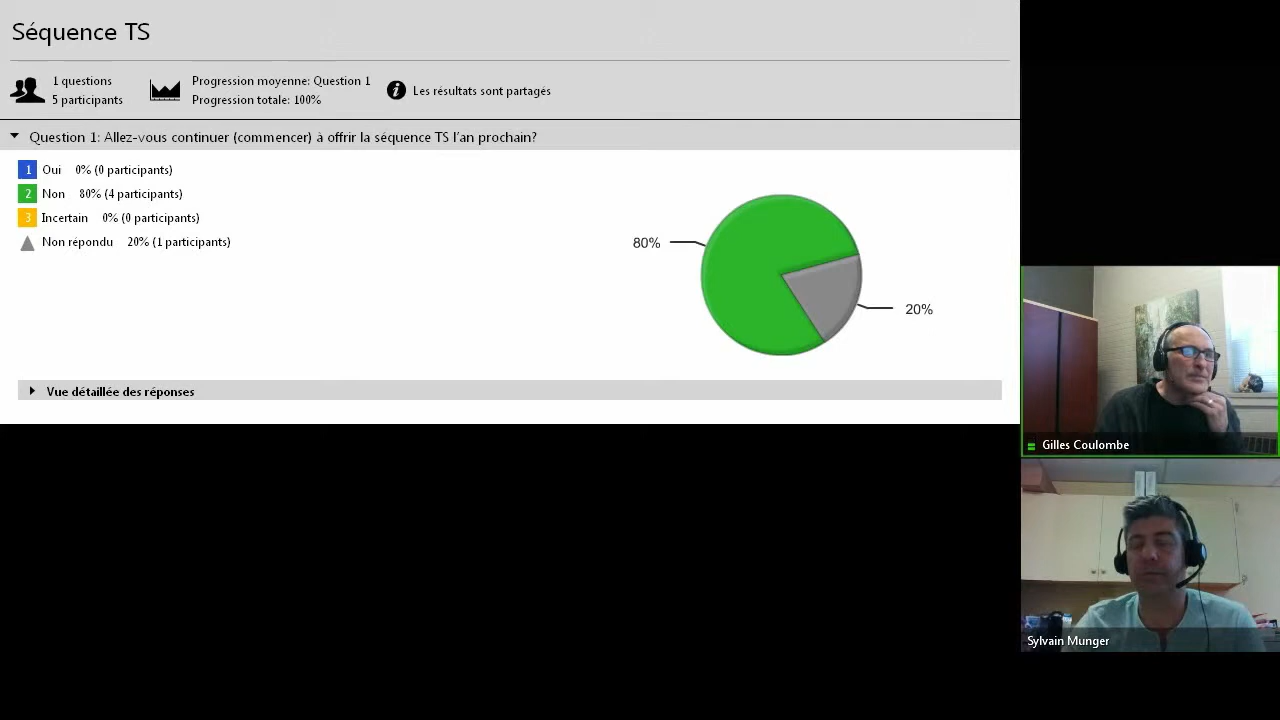 Séquence TS
1 questions
5 participants
Progression moyenne: Question 1
Progression totale: 100%
Les résultats sont partagés
Question 1: Allez-vous continuer (commencer) à offrir la séquence TS l'an prochain?
1 Oui 0% (0 participants)
2 Non 80% (4 participants)
3 Incertain 0% (0 participants)
Non répondu 20% (1 participants)
80%
20%
Vue détaillée des réponses
Gilles Coulombe
Sylvain Munger